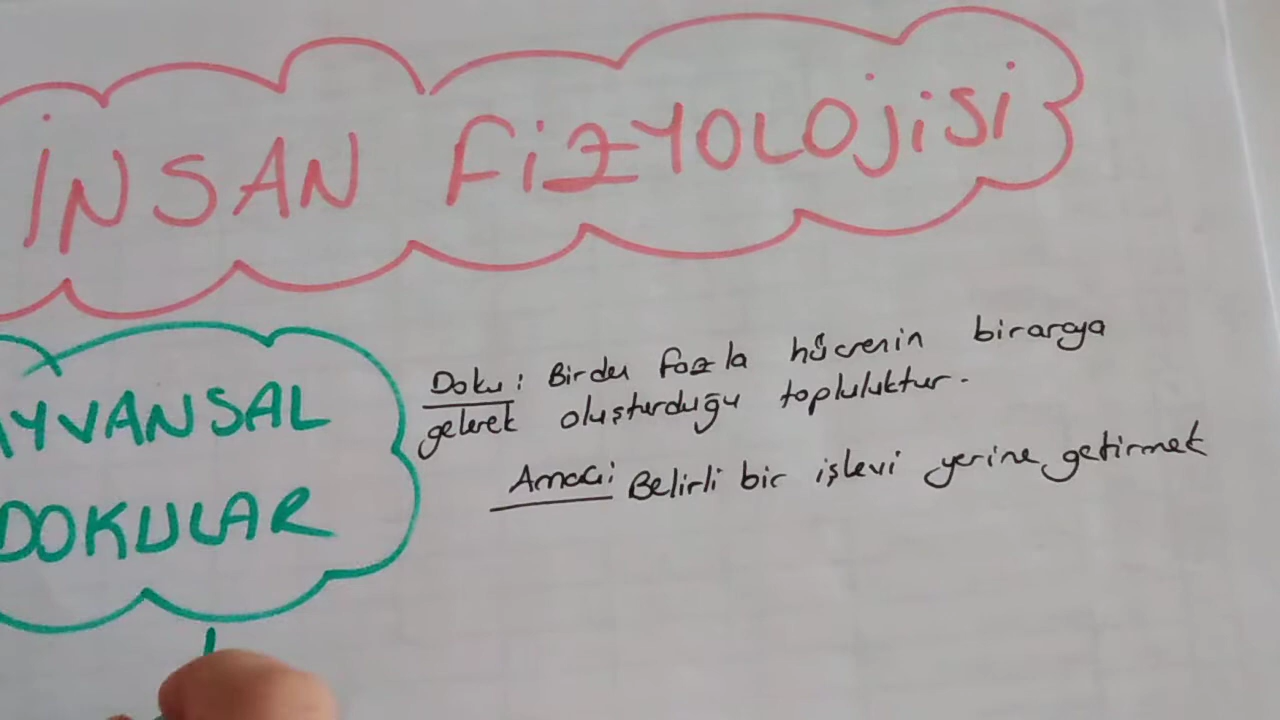 İNSAN FİZYOLOJİSİ
AYVANSAL
DOKULAR
Doku: Birden fazla hücrenin biraraya
gelerek oluşturduğu topluluktur.
Amacı: Belirli bir işlevi yerine getirmek